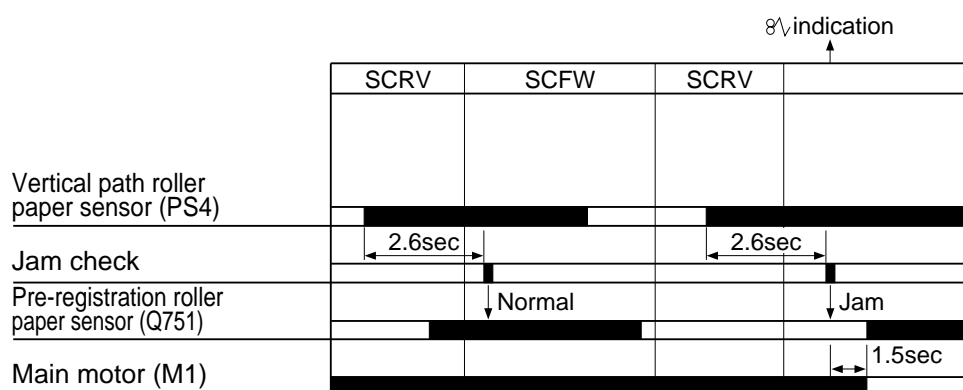 indication
SCRV SCFW SCRV
Vertical path roller
paper sensor (PS4)
2.6sec 2.6sec
Jam check
Pre-registration roller
paper sensor (Q751)
Normal Jam
1.5sec
Main motor (M1)